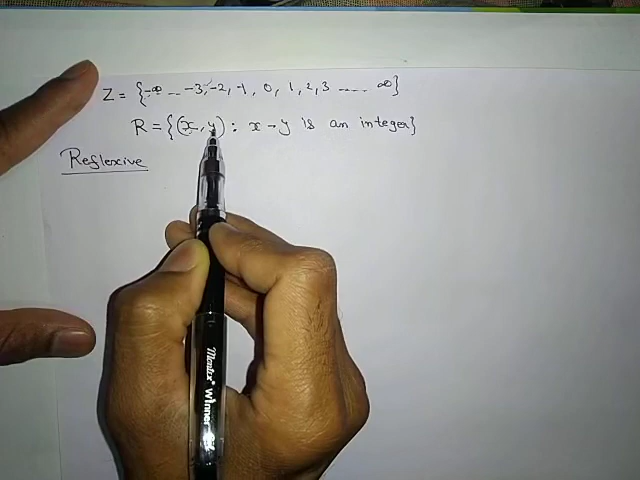 Z = {-∞ ... -3, -2, -1, 0, 1, 2, 3 .... ∞}
R = {(x, y) : x - y is an integer}
Reflexive
Montex Winner